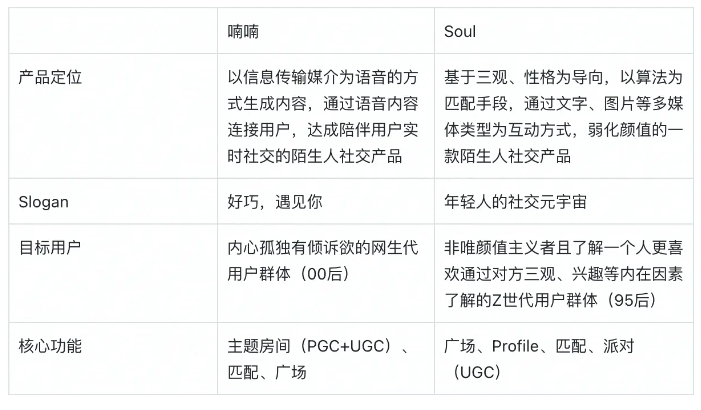 喃喃
Soul
产品定位
以信息传输媒介为语音的方
式生成内容，通过语音内容
连接用户，达成陪伴用户实
时社交的陌生人社交产品
基于三观、性格为导向，以算法为
匹配手段，通过文字、图片等多媒
体类型为互动方式，弱化颜值的一
款陌生人社交产品
Slogan
好巧，遇见你
年轻人的社交元宇宙
目标用户
内心孤独有倾诉欲的网生代
用户群体（00后）
非唯颜值主义者且了解一个人更喜
欢通过对方三观、兴趣等内在因素
了解的Z世代用户群体（95后）
核心功能
主题房间（PGC+UGC）、
匹配、广场
广场、Profile、匹配、派对
（UGC）